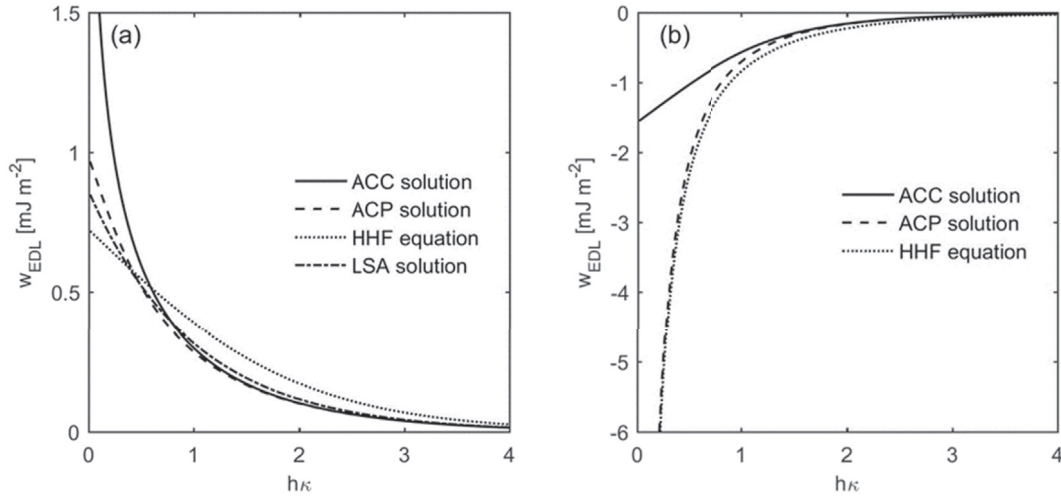 (a)
1.5
1
0.5
0
w_EDL [mJ m^-2]
ACC solution
ACP solution
HHF equation
LSA solution
0 1 2 3 4
hκ
(b)
0
-1
-2
-3
-4
-5
-6
w_EDL [mJ m^-2]
ACC solution
ACP solution
HHF equation
0 1 2 3 4
hκ